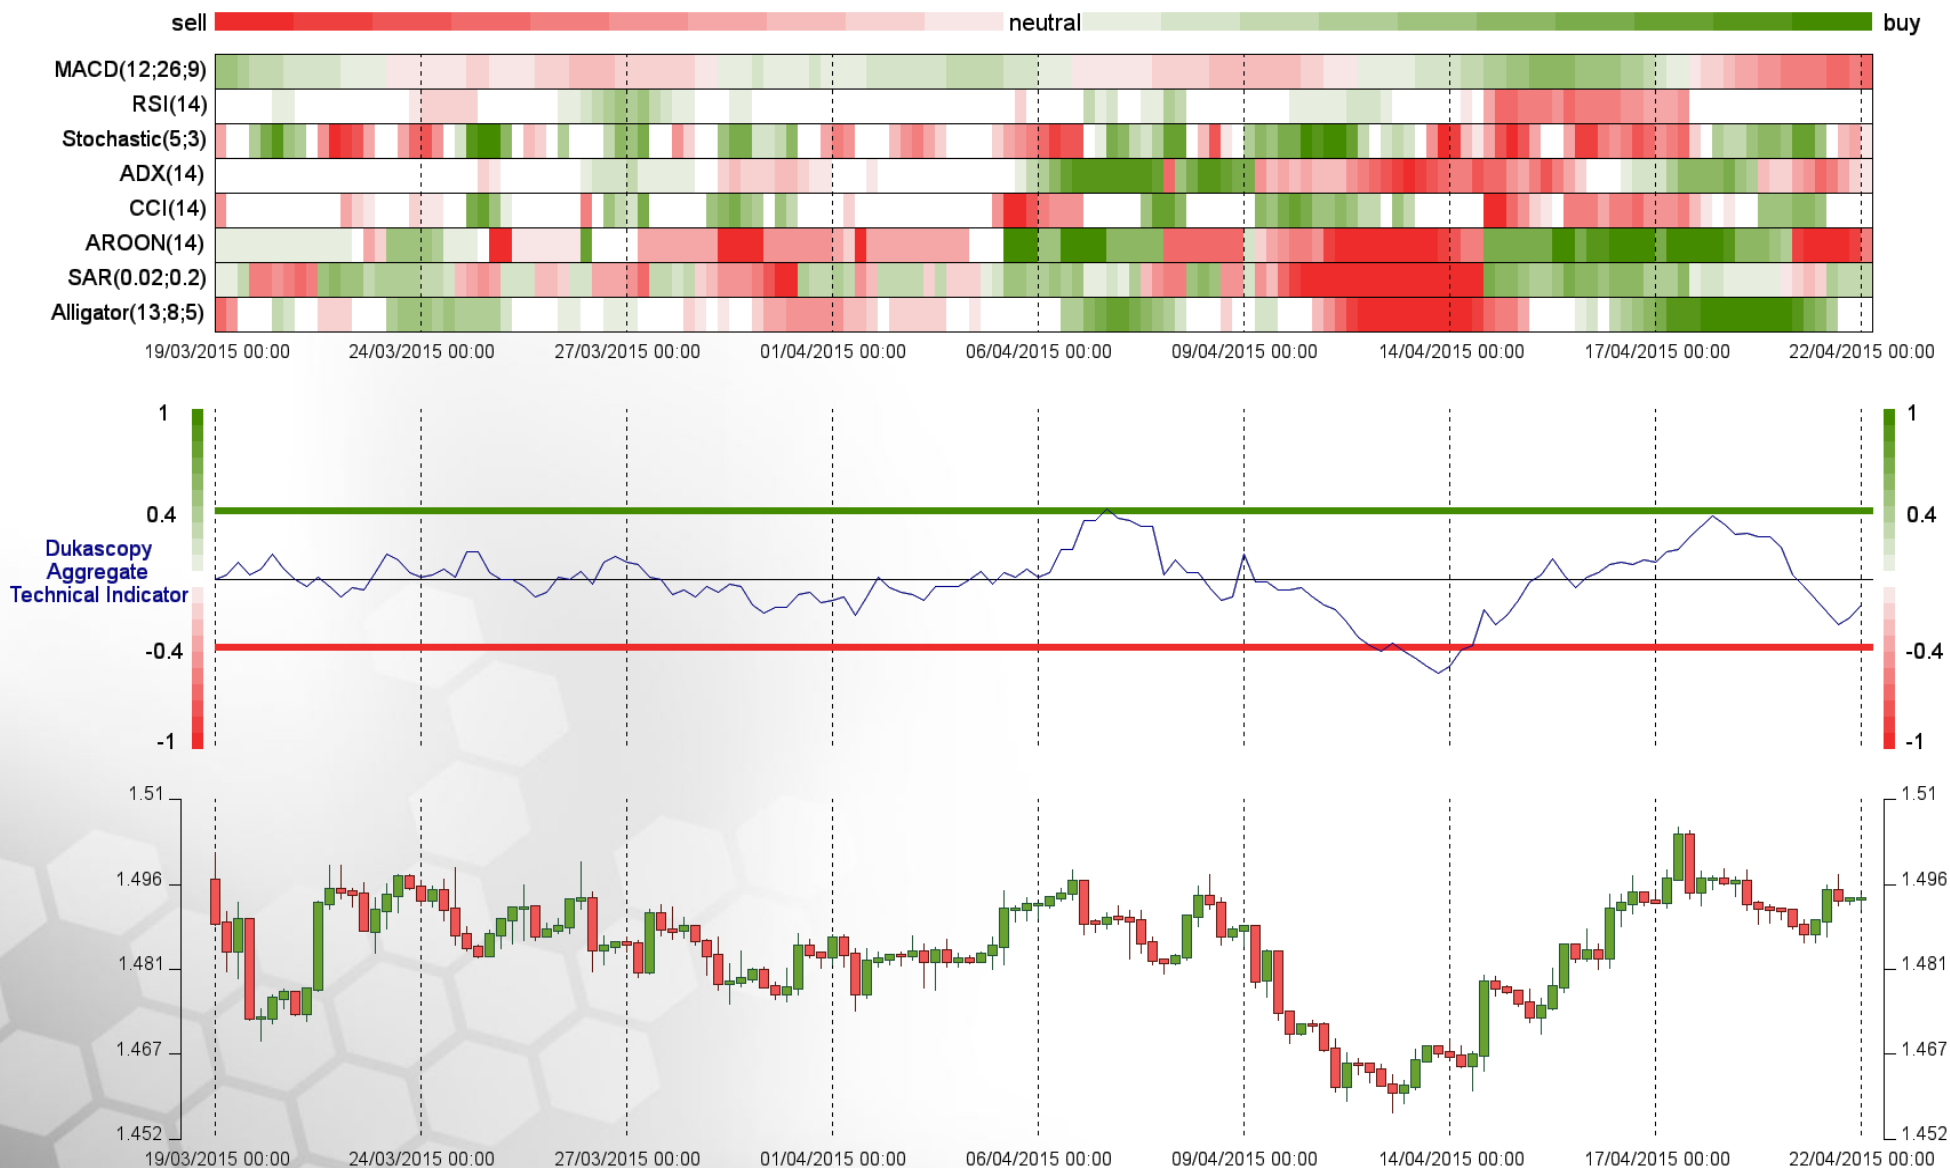 sell neutral buy
MACD(12;26;9)
RSI(14)
Stochastic(5;3)
ADX(14)
CCI(14)
AROON(14)
SAR(0.02;0.2)
Alligator(13;8;5)
19/03/2015 00:00 24/03/2015 00:00 27/03/2015 00:00 01/04/2015 00:00 06/04/2015 00:00 09/04/2015 00:00 14/04/2015 00:00 17/04/2015 00:00 22/04/2015 00:00
1 1
0.4 0.4
Dukascopy
Aggregate
Technical Indicator
-0.4 -0.4
-1 -1
1.51 1.51
1.496 1.496
1.481 1.481
1.467 1.467
1.452 1.452
19/03/2015 00:00 24/03/2015 00:00 27/03/2015 00:00 01/04/2015 00:00 06/04/2015 00:00 09/04/2015 00:00 14/04/2015 00:00 17/04/2015 00:00 22/04/2015 00:00